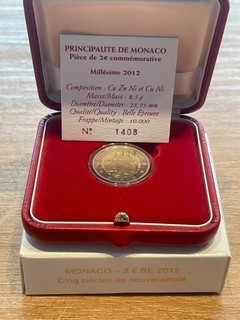 PRINCIPAUTE DE MONACO
Pièce de 2€ commémorative
Millésime 2012
Composition : Cu Zn Ni et Cu Ni
Masse/Mass : 8,5 g
Diamètre/Diameter : 25,75 mm
Qualité/Quality : Belle Epreuve
Frappe/Mintage : 10.000
No 1408
MONACO – 2 € BE 2012
Cinq siècles de souveraineté